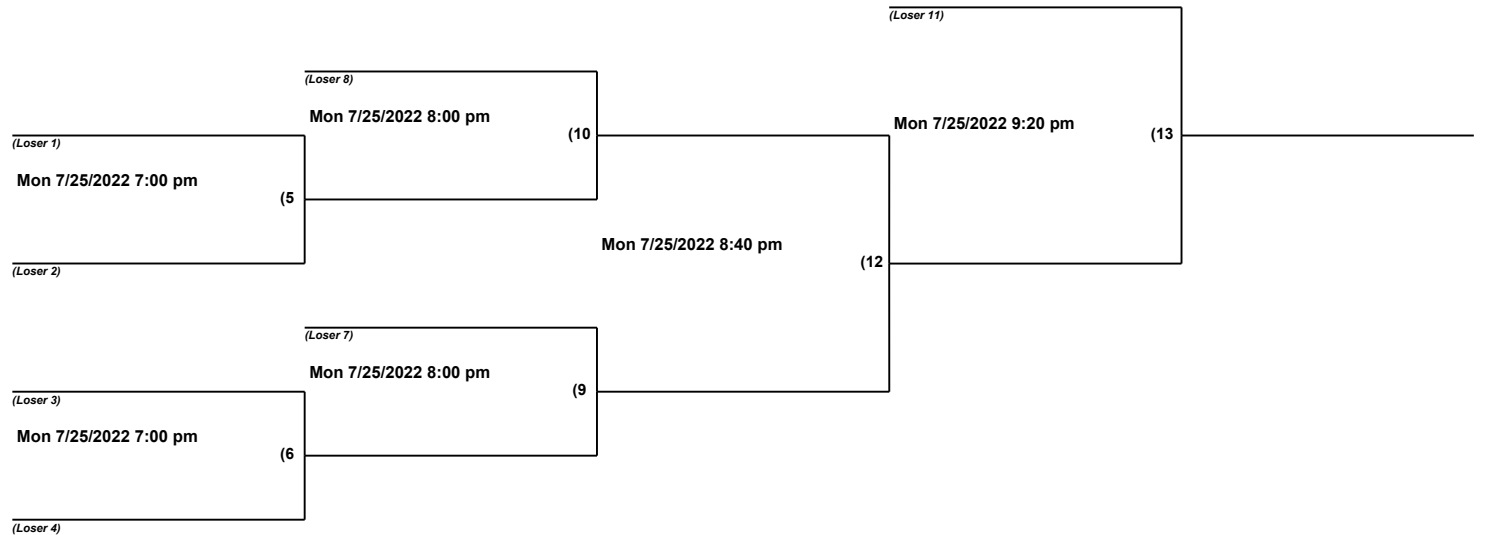 (Loser 11)
(Loser 8)
Mon 7/25/2022 8:00 pm
(10
Mon 7/25/2022 9:20 pm
(13
(Loser 1)
Mon 7/25/2022 7:00 pm
(5
Mon 7/25/2022 8:40 pm
(12
(Loser 2)
(Loser 7)
Mon 7/25/2022 8:00 pm
(9
(Loser 3)
Mon 7/25/2022 7:00 pm
(6
(Loser 4)